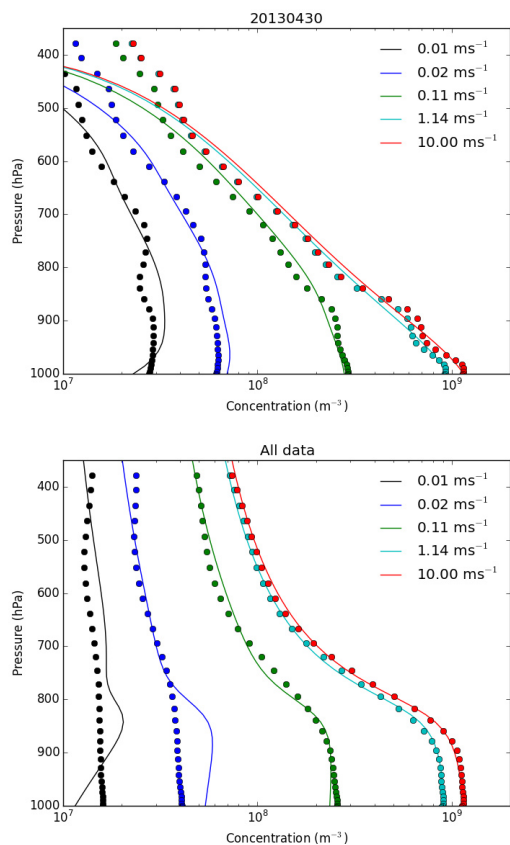 20130430
400
500
600
700
800
900
1000
Pressure (hPa)
0.01 ms⁻¹
0.02 ms⁻¹
0.11 ms⁻¹
1.14 ms⁻¹
10.00 ms⁻¹
10⁷ 10⁸ 10⁹
Concentration (m⁻³)
All data
400
500
600
700
800
900
1000
Pressure (hPa)
0.01 ms⁻¹
0.02 ms⁻¹
0.11 ms⁻¹
1.14 ms⁻¹
10.00 ms⁻¹
10⁷ 10⁸ 10⁹
Concentration (m⁻³)